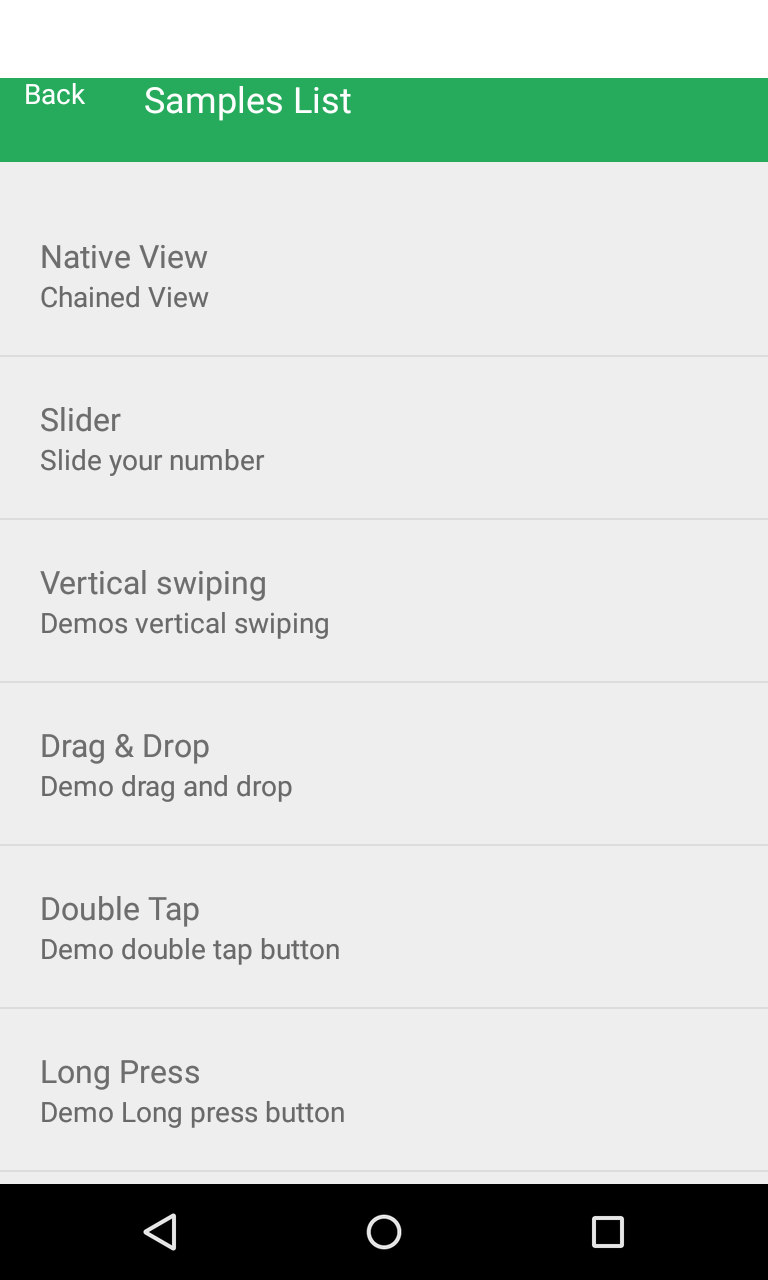 Back
Samples List
Native View
Chained View
Slider
Slide your number
Vertical swiping
Demos vertical swiping
Drag & Drop
Demo drag and drop
Double Tap
Demo double tap button
Long Press
Demo Long press button